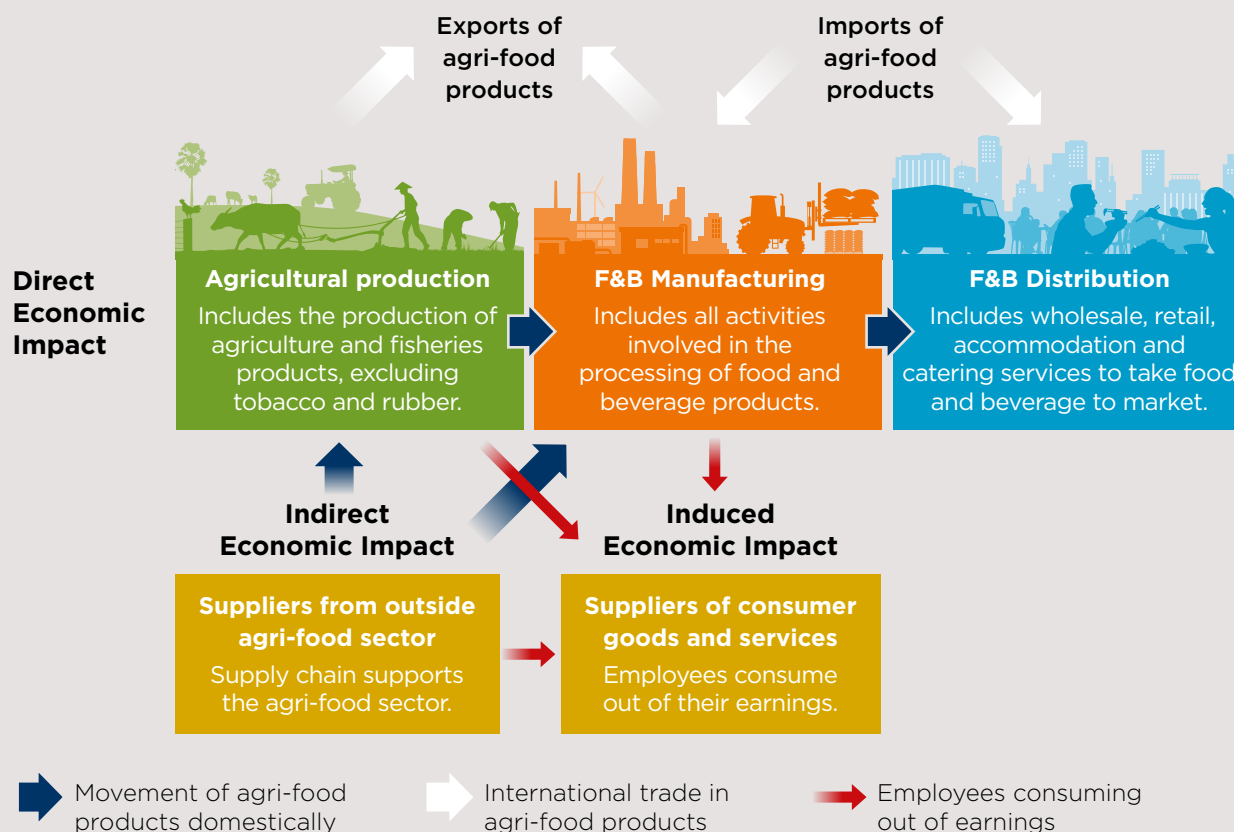 Exports of
agri-food
products
Imports of
agri-food
products
Direct
Economic
Impact
Agricultural production
Includes the production of
agriculture and fisheries
products, excluding
tobacco and rubber.
F&B Manufacturing
Includes all activities
involved in the
processing of food and
beverage products.
F&B Distribution
Includes wholesale, retail,
accommodation and
catering services to take food
and beverage to market.
Indirect
Economic Impact
Induced
Economic Impact
Suppliers from outside
agri-food sector
Supply chain supports
the agri-food sector.
Suppliers of consumer
goods and services
Employees consume
out of their earnings.
Movement of agri-food
products domestically
International trade in
agri-food products
Employees consuming
out of earnings